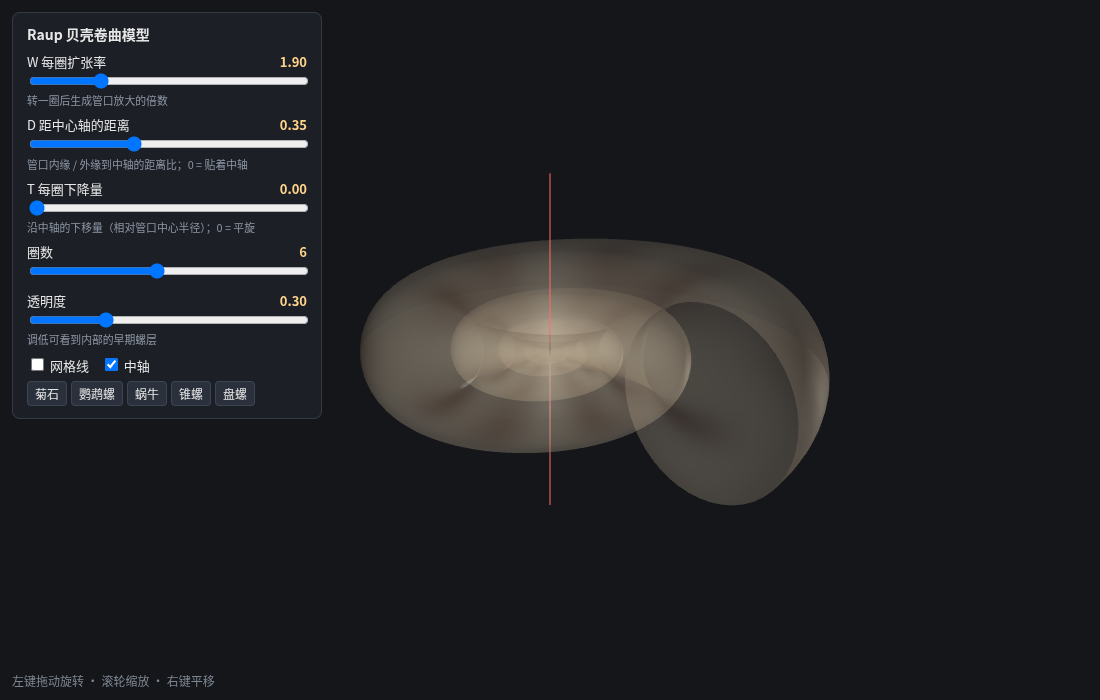 Raup 贝壳卷曲模型
W 每圈扩张率 1.90
转一圈后生成管口放大的倍数
D 距中心轴的距离 0.35
管口内缘 / 外缘到中轴的距离比；0 = 贴着中轴
T 每圈下降量 0.00
沿中轴的下移量（相对管口中心半径）；0 = 平旋
圈数 6
透明度 0.30
调低可看到内部的早期螺层
网格线 中轴
菊石 鹦鹉螺 蜗牛 锥螺 盘螺
左键拖动旋转 · 滚轮缩放 · 右键平移